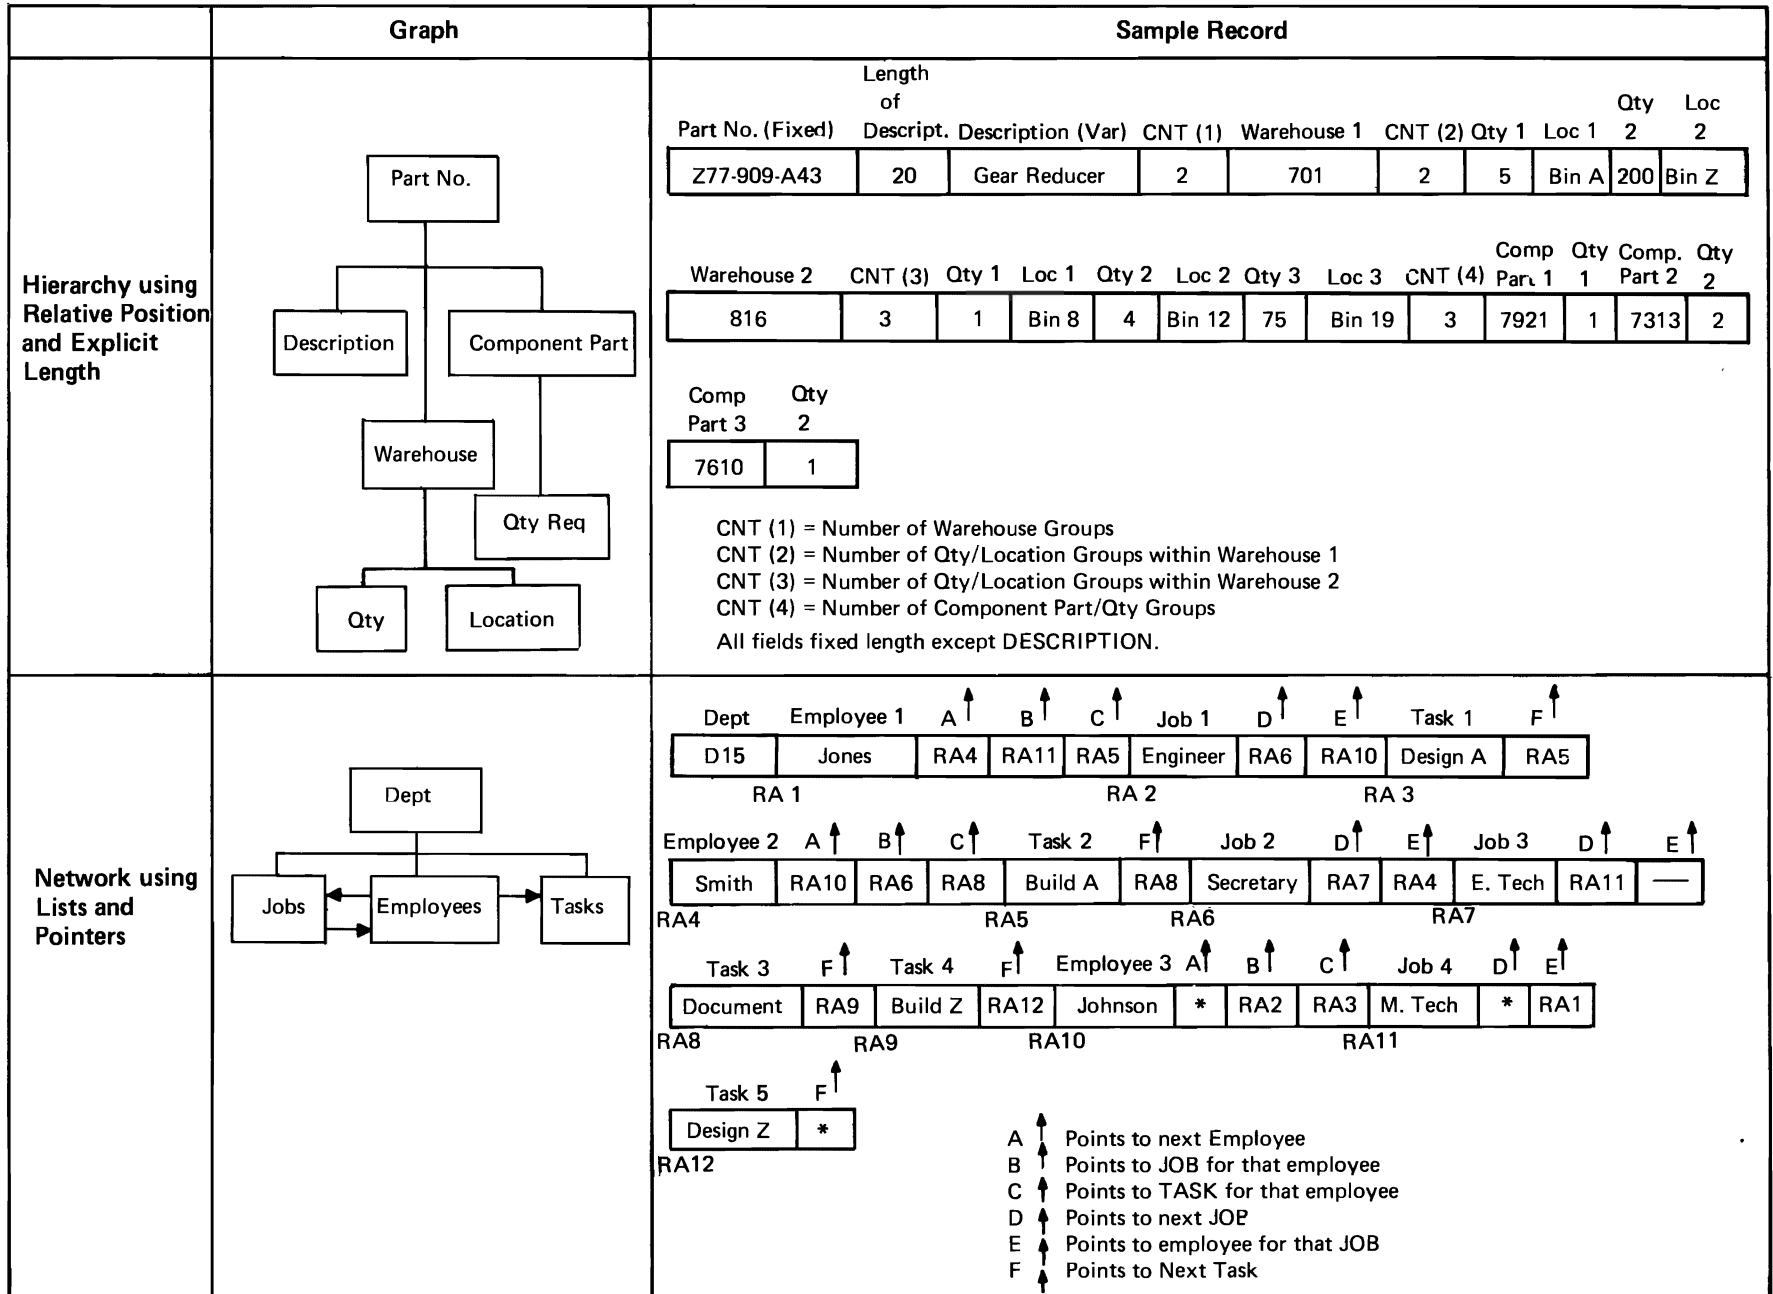 Graph
Sample Record
Hierarchy using
Relative Position
and Explicit
Length
Part No.
Description
Component Part
Warehouse
Qty Req
Qty
Location
Length
of
Qty Loc
Part No. (Fixed) Descript. Description (Var) CNT (1) Warehouse 1 CNT (2) Qty 1 Loc 1 2 2
Z77-909-A43 20 Gear Reducer 2 701 2 5 Bin A 200 Bin Z
Comp Qty Comp. Qty
Warehouse 2 CNT (3) Qty 1 Loc 1 Qty 2 Loc 2 Qty 3 Loc 3 CNT (4) Part 1 1 Part 2 2
816 3 1 Bin 8 4 Bin 12 75 Bin 19 3 7921 1 7313 2
Comp Qty
Part 3 2
7610 1
CNT (1) = Number of Warehouse Groups
CNT (2) = Number of Qty/Location Groups within Warehouse 1
CNT (3) = Number of Qty/Location Groups within Warehouse 2
CNT (4) = Number of Component Part/Qty Groups
All fields fixed length except DESCRIPTION.
Network using
Lists and
Pointers
Dept
Jobs
Employees
Tasks
Dept Employee 1 A B C Job 1 D E Task 1 F
D15 Jones RA4 RA11 RA5 Engineer RA6 RA10 Design A RA5
RA 1 RA 2 RA 3
Employee 2 A B C Task 2 F Job 2 D E Job 3 D E
Smith RA10 RA6 RA8 Build A RA8 Secretary RA7 RA4 E. Tech RA11 —
RA4 RA5 RA6 RA7
Task 3 F Task 4 F Employee 3 A B C Job 4 D E
Document RA9 Build Z RA12 Johnson * RA2 RA3 M. Tech * RA1
RA8 RA9 RA10 RA11
Task 5 F
Design Z *
RA12
A Points to next Employee
B Points to JOB for that employee
C Points to TASK for that employee
D Points to next JOB
E Points to employee for that JOB
F Points to Next Task